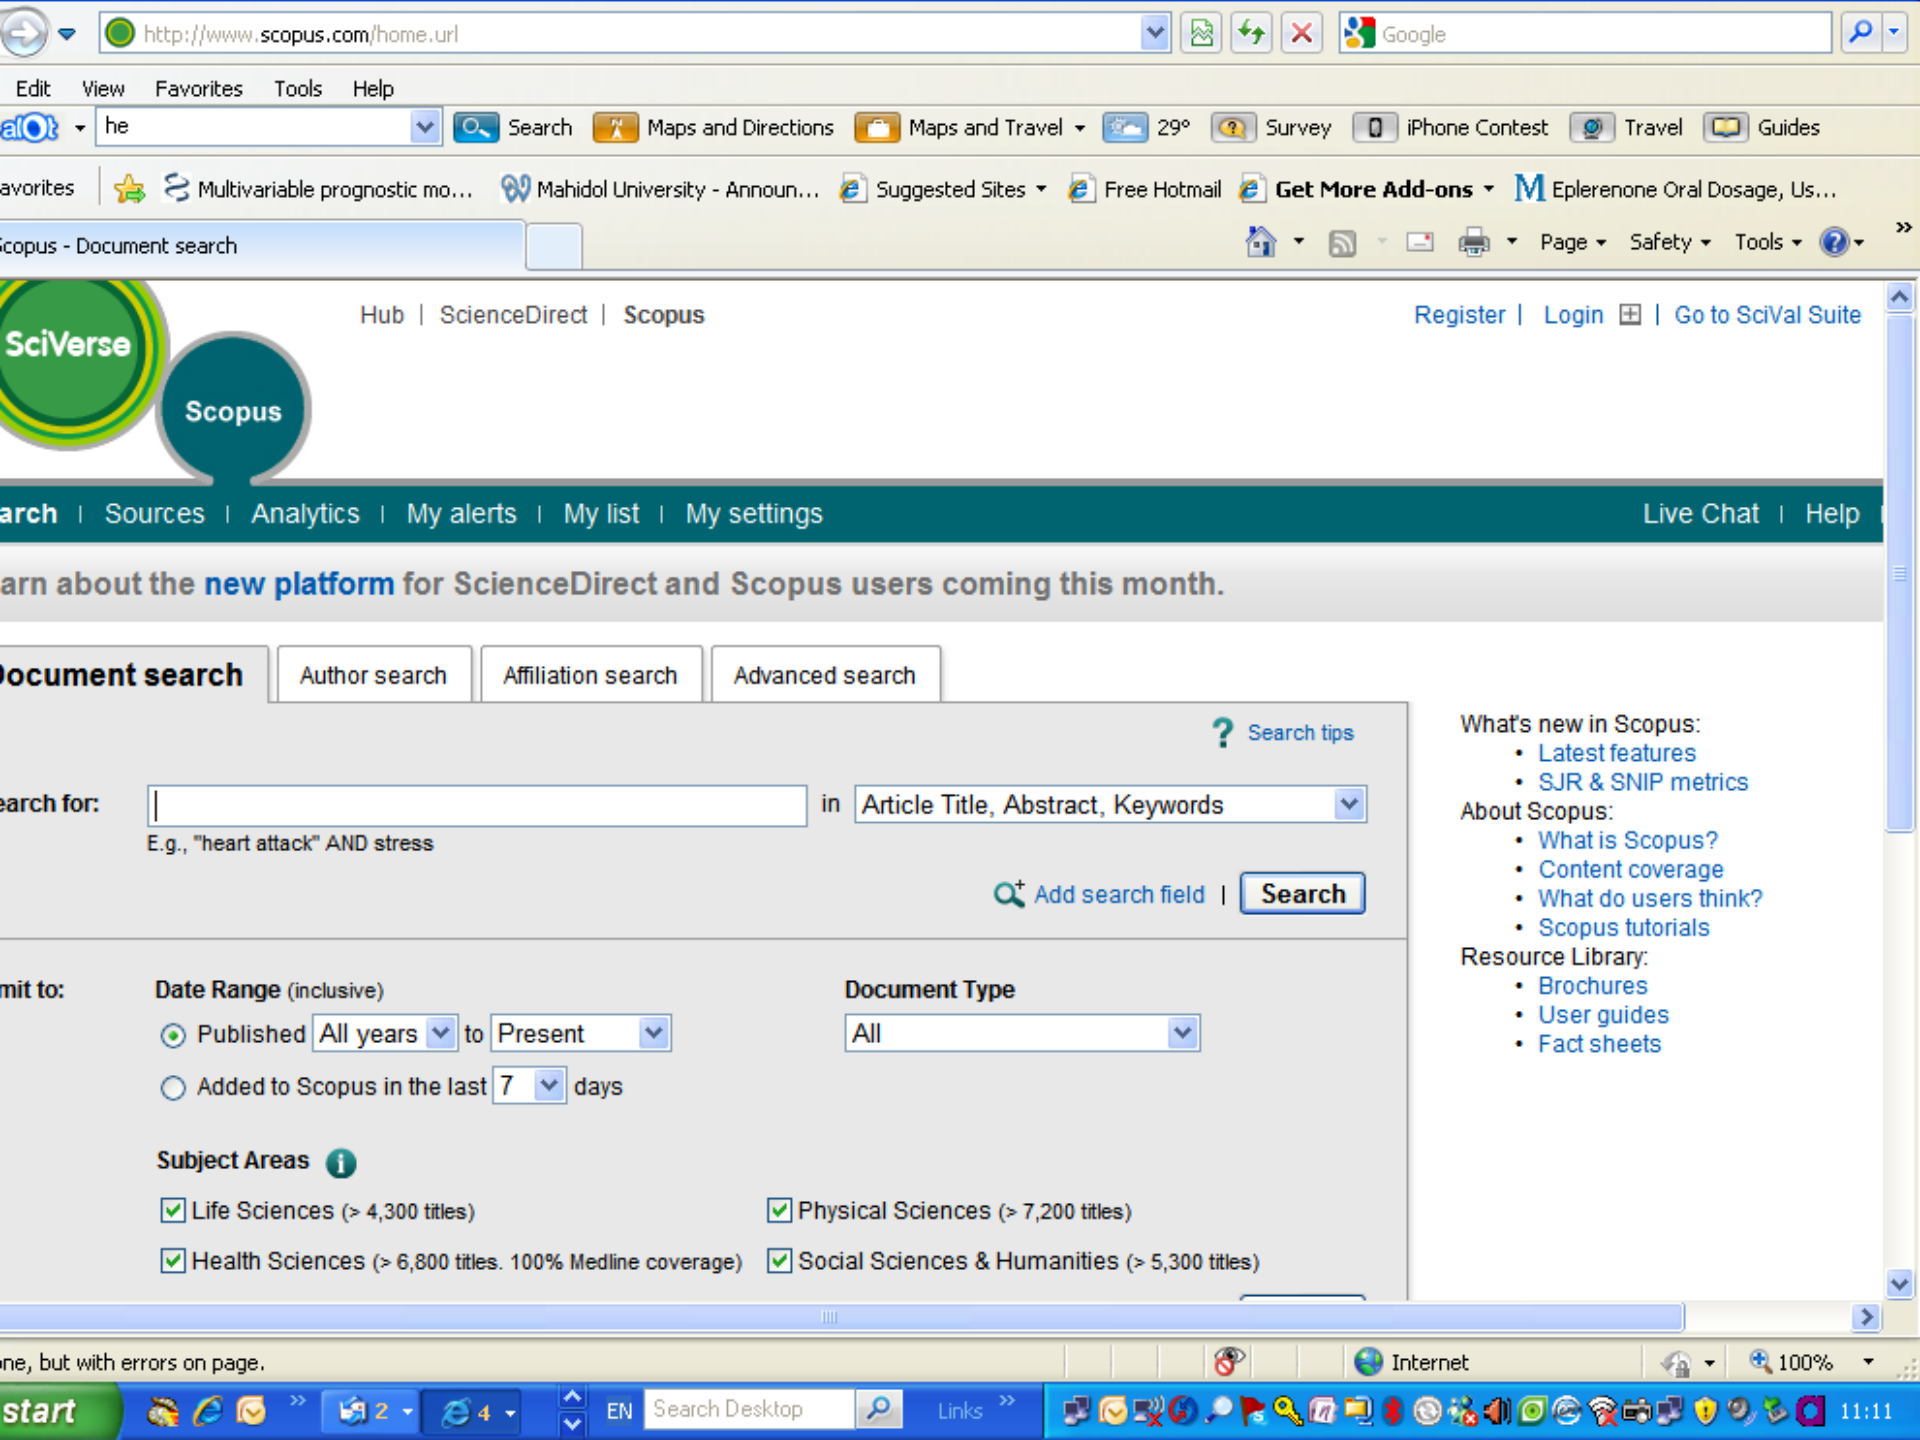 http://www.scopus.com/home.url
Google
Edit View Favorites Tools Help
he Search Maps and Directions Maps and Travel 29° Survey iPhone Contest Travel Guides
avorites Multivariable prognostic mo... Mahidol University - Announ... Suggested Sites Free Hotmail Get More Add-ons Eplerenone Oral Dosage, Us...
Scopus - Document search
Page Safety Tools »
Hub | ScienceDirect | Scopus
Register | Login | Go to SciVal Suite
SciVerse
Scopus
arch | Sources | Analytics | My alerts | My list | My settings
Live Chat | Help
arn about the new platform for ScienceDirect and Scopus users coming this month.
Document search Author search Affiliation search Advanced search
? Search tips
earch for:
in Article Title, Abstract, Keywords
E.g., "heart attack" AND stress
Add search field | Search
mit to:
Date Range (inclusive)
Document Type
Published All years to Present
All
Added to Scopus in the last 7 days
Subject Areas i
Life Sciences (> 4,300 titles)
Physical Sciences (> 7,200 titles)
Health Sciences (> 6,800 titles. 100% Medline coverage)
Social Sciences & Humanities (> 5,300 titles)
What's new in Scopus:
• Latest features
• SJR & SNIP metrics
About Scopus:
• What is Scopus?
• Content coverage
• What do users think?
• Scopus tutorials
Resource Library:
• Brochures
• User guides
• Fact sheets
one, but with errors on page.
Internet
100%
start » 2 4 EN Search Desktop Links » 11:11